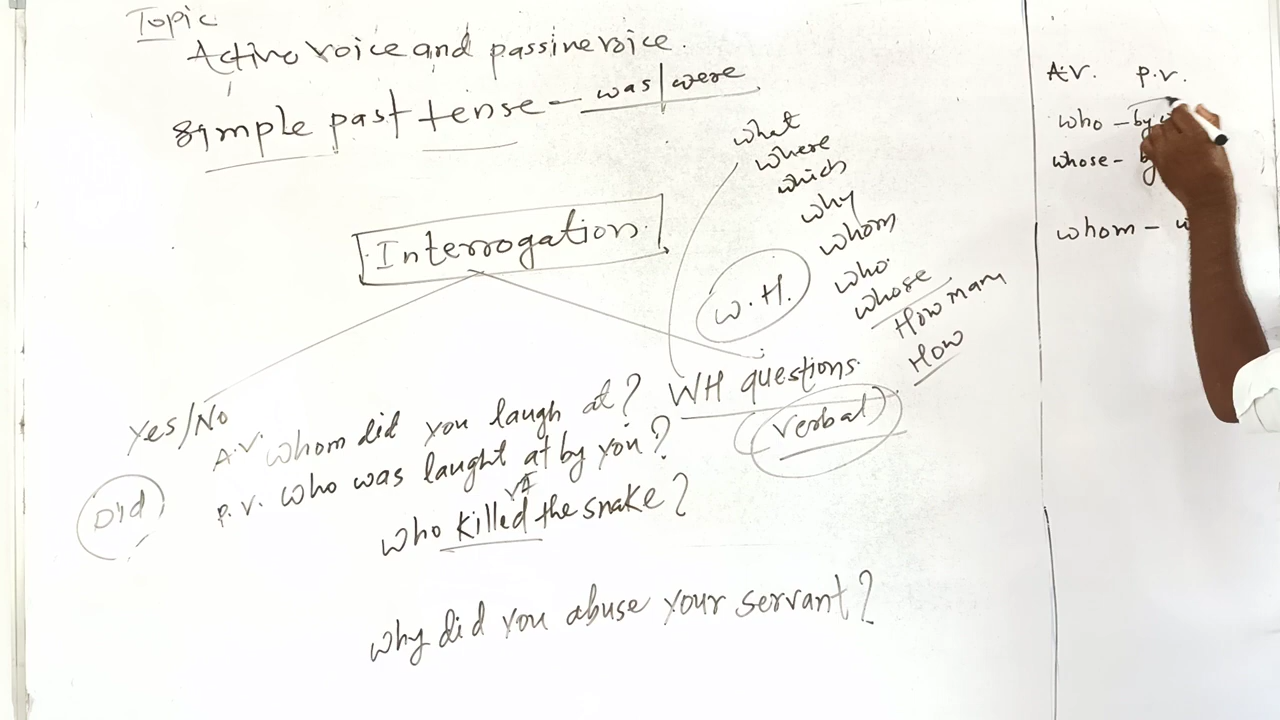 Topic
Active voice and passine voice.
Simple past tense - was/were
Interrogation
what
where
which
why
whom
who
whose
How many
How
W.H.
Yes/No
WH questions.
(Verbal)
Did
A.V. whom did you laugh at?
P.V. who was laught at by you?
VI
who killed the snake?
why did you abuse your servant?
A.V. P.V.
who - by
whose -
whom -